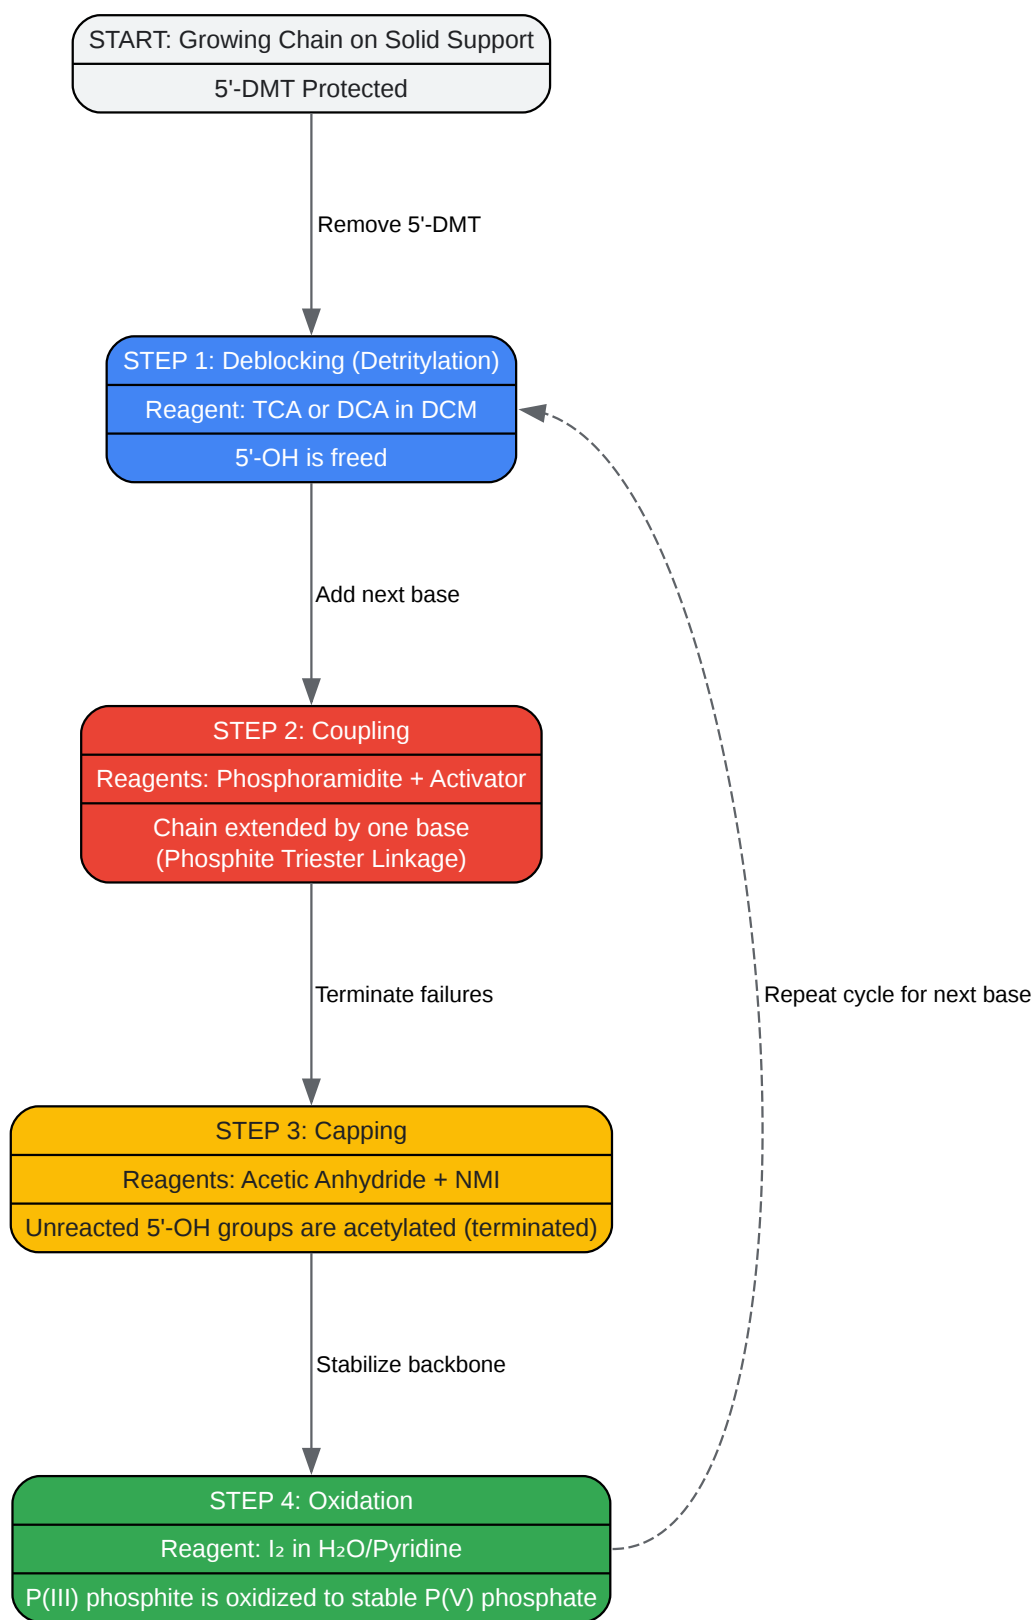 START: Growing Chain on Solid Support
5'-DMT Protected
Remove 5'-DMT
STEP 1: Deblocking (Detritylation)
Reagent: TCA or DCA in DCM
5'-OH is freed
Add next base
STEP 2: Coupling
Reagents: Phosphoramidite + Activator
Chain extended by one base
(Phosphite Triester Linkage)
Terminate failures
Repeat cycle for next base
STEP 3: Capping
Reagents: Acetic Anhydride + NMI
Unreacted 5'-OH groups are acetylated (terminated)
Stabilize backbone
STEP 4: Oxidation
Reagent: I₂ in H₂O/Pyridine
P(III) phosphite is oxidized to stable P(V) phosphate